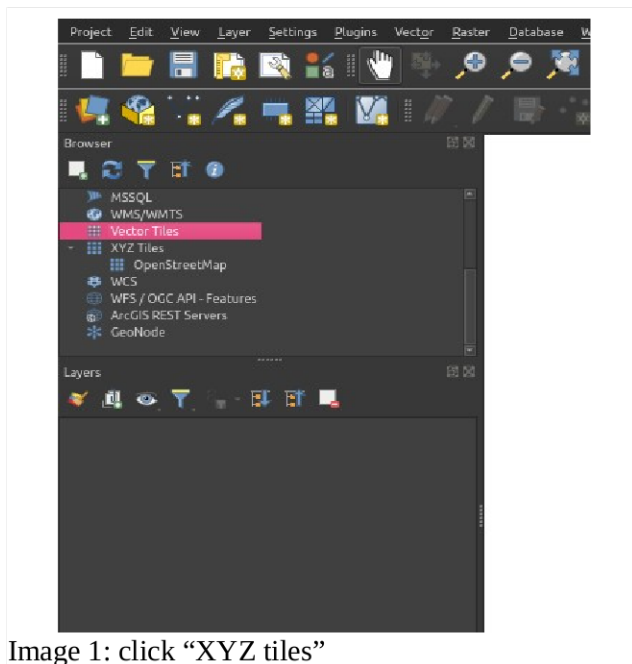 Project Edit View Layer Settings Plugins Vector Raster Database W
Browser
MSSQL
WMS/WMTS
Vector Tiles
XYZ Tiles
OpenStreetMap
WCS
WFS / OGC API - Features
ArcGIS REST Servers
GeoNode
Layers
Image 1: click “XYZ tiles”